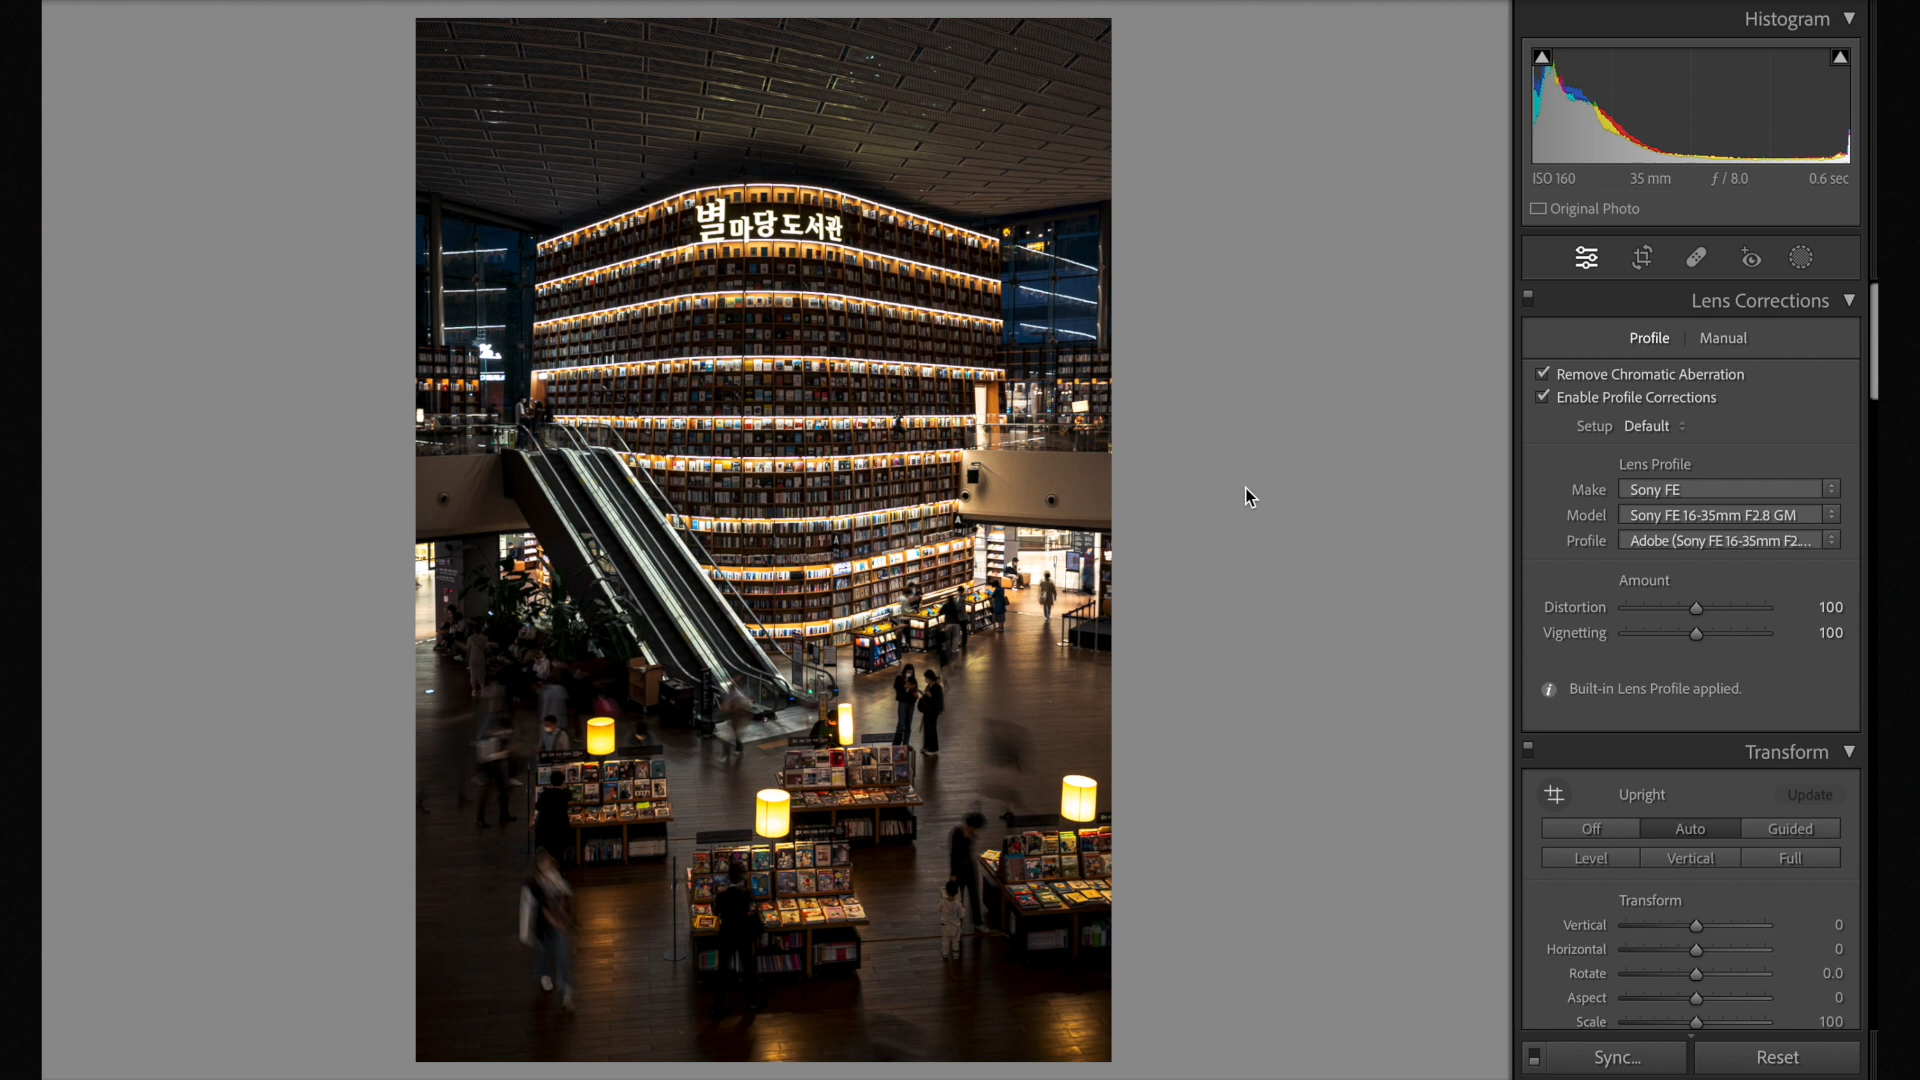 Histogram
ISO 160 35 mm ƒ / 8.0 0.6 sec
Original Photo
Lens Corrections
Profile | Manual
Remove Chromatic Aberration
Enable Profile Corrections
Setup Default
Lens Profile
Make Sony FE
Model Sony FE 16-35mm F2.8 GM
Profile Adobe (Sony FE 16-35mm F2....
Amount
Distortion 100
Vignetting 100
Built-in Lens Profile applied.
Transform
Upright Update
Off Auto Guided
Level Vertical Full
Transform
Vertical 0
Horizontal 0
Rotate 0.0
Aspect 0
Scale 100
Sync... Reset
별마당 도서관
A
A